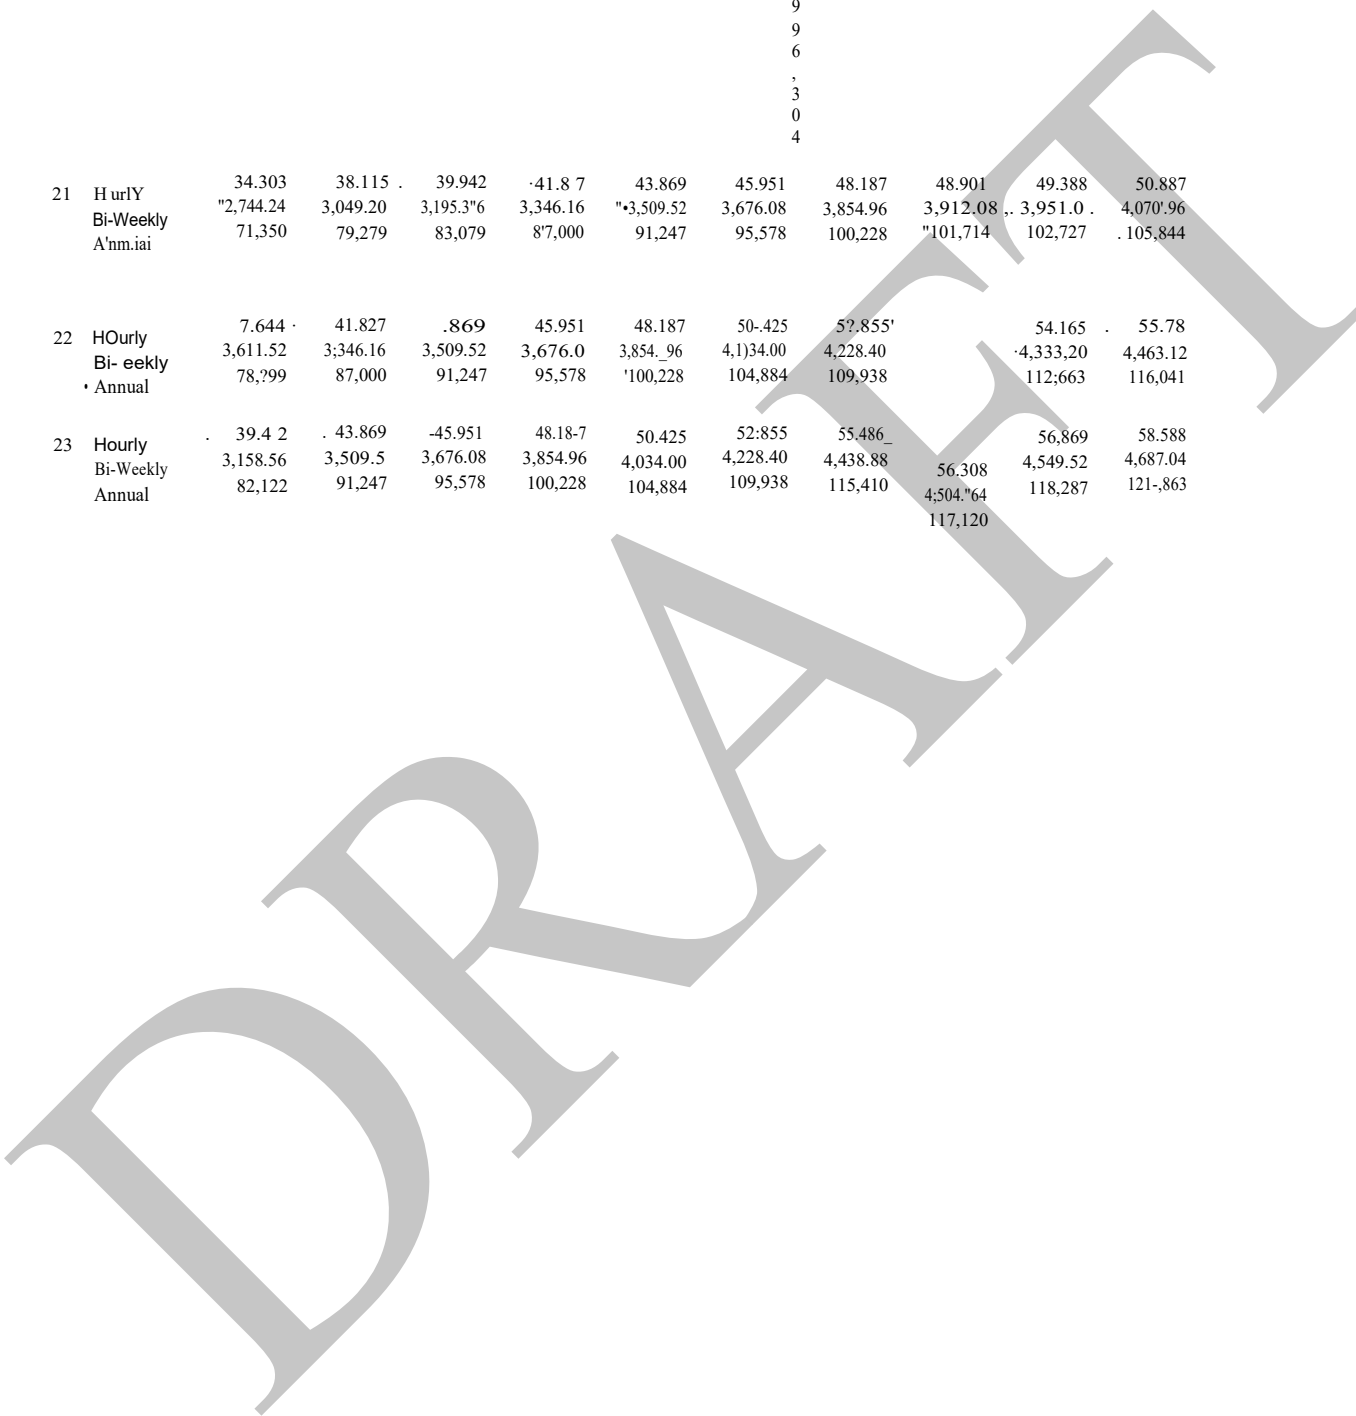 9
9
6
,
3
0
4
21 H urlY 34.303 38.115 . 39.942 ·41.8 7 43.869 45.951 48.187 48.901 49.388 50.887
Bi-Weekly "2,744.24 3,049.20 3,195.3"6 3,346.16 "•3,509.52 3,676.08 3,854.96 3,912.08 ,. 3,951.0 . 4,070'.96
A'nm.iai 71,350 79,279 83,079 8'7,000 91,247 95,578 100,228 "101,714 102,727 . 105,844
22 HOurly 7.644 · 41.827 .869 45.951 48.187 50-.425 5?.855' 54.165 . 55.78
Bi- eekly 3,611.52 3;346.16 3,509.52 3,676.0 3,854._96 4,1)34.00 4,228.40 ·4,333,20 4,463.12
• Annual 78,?99 87,000 91,247 95,578 '100,228 104,884 109,938 112;663 116,041
23 Hourly . 39.4 2 . 43.869 -45.951 48.18-7 50.425 52:855 55.486_ 56.308 56,869 58.588
Bi-Weekly 3,158.56 3,509.5 3,676.08 3,854.96 4,034.00 4,228.40 4,438.88 4;504."64 4,549.52 4,687.04
Annual 82,122 91,247 95,578 100,228 104,884 109,938 115,410 117,120 118,287 121-,863
DRAFT